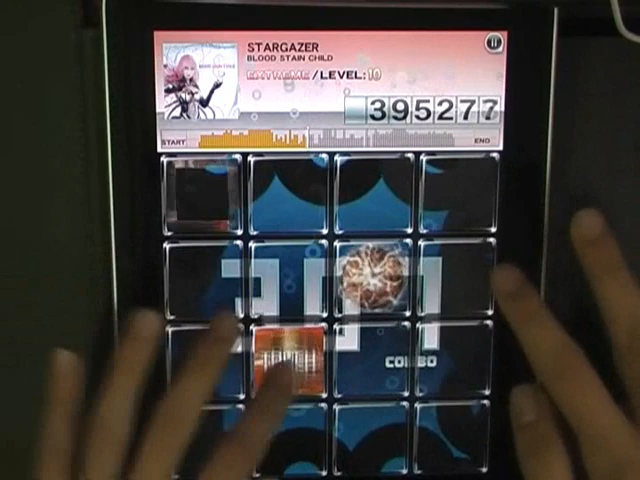 STARGAZER
BLOOD STAIN CHILD
EXTREME/LEVEL:10
395277
START
END
COMBO